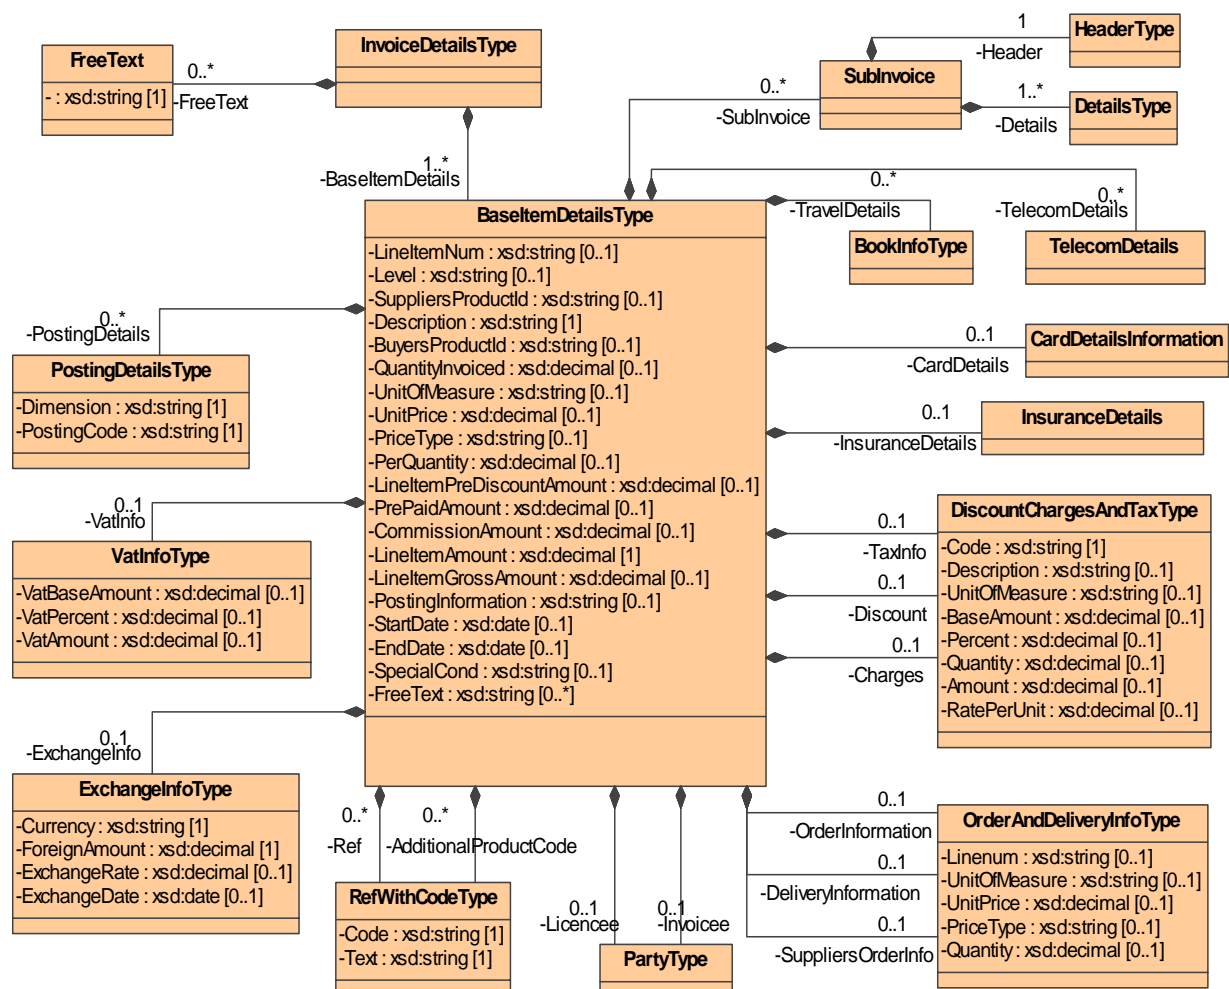 FreeText
- : xsd:string [1]
0..*
-FreeText
InvoiceDetailsType
1..*
-BaseItemDetails
SubInvoice
0..*
-SubInvoice
1
-Header
HeaderType
1..*
-Details
DetailsType
BaseItemDetailsType
-LineItemNum : xsd:string [0..1]
-Level : xsd:string [0..1]
-SuppliersProductId : xsd:string [0..1]
-Description : xsd:string [1]
-BuyersProductId : xsd:string [0..1]
-QuantityInvoiced : xsd:decimal [0..1]
-UnitOfMeasure : xsd:string [0..1]
-UnitPrice : xsd:decimal [0..1]
-PriceType : xsd:string [0..1]
-PerQuantity : xsd:decimal [0..1]
-LineItemPreDiscountAmount : xsd:decimal [0..1]
-PrePaidAmount : xsd:decimal [0..1]
-CommissionAmount : xsd:decimal [0..1]
-LineItemAmount : xsd:decimal [1]
-LineItemGrossAmount : xsd:decimal [0..1]
-PostingInformation : xsd:string [0..1]
-StartDate : xsd:date [0..1]
-EndDate : xsd:date [0..1]
-SpecialCond : xsd:string [0..1]
-FreeText : xsd:string [0..*]
0..*
-TravelDetails
BookInfoType
0..*
-TelecomDetails
TelecomDetails
0..*
-PostingDetails
PostingDetailsType
-Dimension : xsd:string [1]
-PostingCode : xsd:string [1]
0..1
-CardDetails
CardDetailsInformation
0..1
-InsuranceDetails
InsuranceDetails
0..1
-VatInfo
VatInfoType
-VatBaseAmount : xsd:decimal [0..1]
-VatPercent : xsd:decimal [0..1]
-VatAmount : xsd:decimal [0..1]
0..1
-TaxInfo
0..1
-Discount
0..1
-Charges
DiscountChargesAndTaxType
-Code : xsd:string [1]
-Description : xsd:string [0..1]
-UnitOfMeasure : xsd:string [0..1]
-BaseAmount : xsd:decimal [0..1]
-Percent : xsd:decimal [0..1]
-Quantity : xsd:decimal [0..1]
-Amount : xsd:decimal [0..1]
-RatePerUnit : xsd:decimal [0..1]
0..1
-ExchangeInfo
ExchangeInfoType
-Currency : xsd:string [1]
-ForeignAmount : xsd:decimal [1]
-ExchangeRate : xsd:decimal [0..1]
-ExchangeDate : xsd:date [0..1]
0..*
-Ref
0..*
-AdditionalProductCode
RefWithCodeType
-Code : xsd:string [1]
-Text : xsd:string [1]
0..1
-Licencee
0..1
-Invoicee
PartyType
0..1
-OrderInformation
0..1
-DeliveryInformation
0..1
-SuppliersOrderInfo
OrderAndDeliveryInfoType
-Linenum : xsd:string [0..1]
-UnitOfMeasure : xsd:string [0..1]
-UnitPrice : xsd:decimal [0..1]
-PriceType : xsd:string [0..1]
-Quantity : xsd:decimal [0..1]